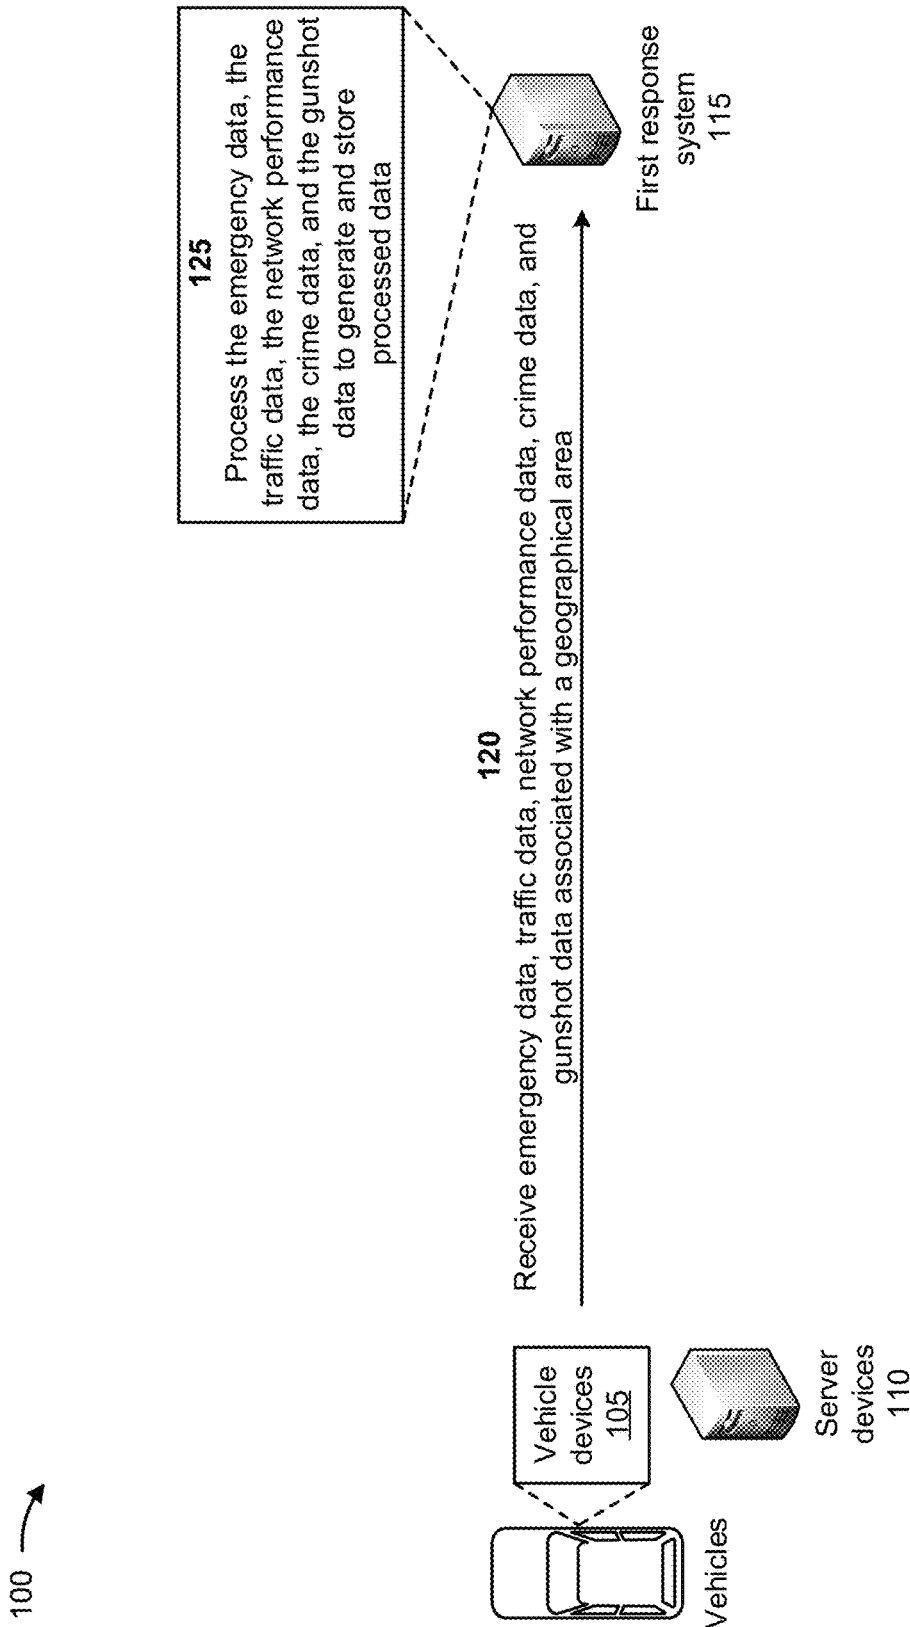 100
125
Process the emergency data, the
traffic data, the network performance
data, the crime data, and the gunshot
data to generate and store
processed data
120
Receive emergency data, traffic data, network performance data, crime data, and
gunshot data associated with a geographical area
Vehicle
devices
105
Vehicles
Server
devices
110
First response
system
115